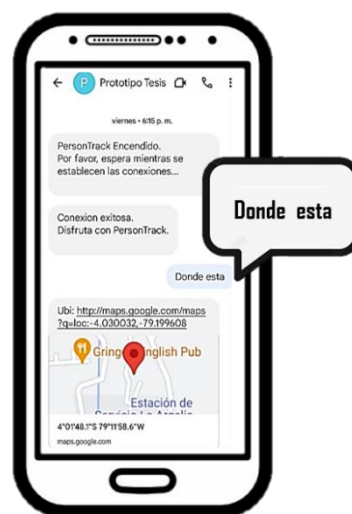 P Prototipo Tesis
viernes • 6:15 p. m.
PersonTrack Encendido.
Por favor, espera mientras se
establecen las conexiones...
Conexion exitosa.
Disfruta con PersonTrack.
Donde esta
Donde esta
Ubi: http://maps.google.com/maps
?q=loc:-4.030032,-79.199608
English Pub
Estación de
4°01'48.1"S 79°11'58.6"W
maps.google.com